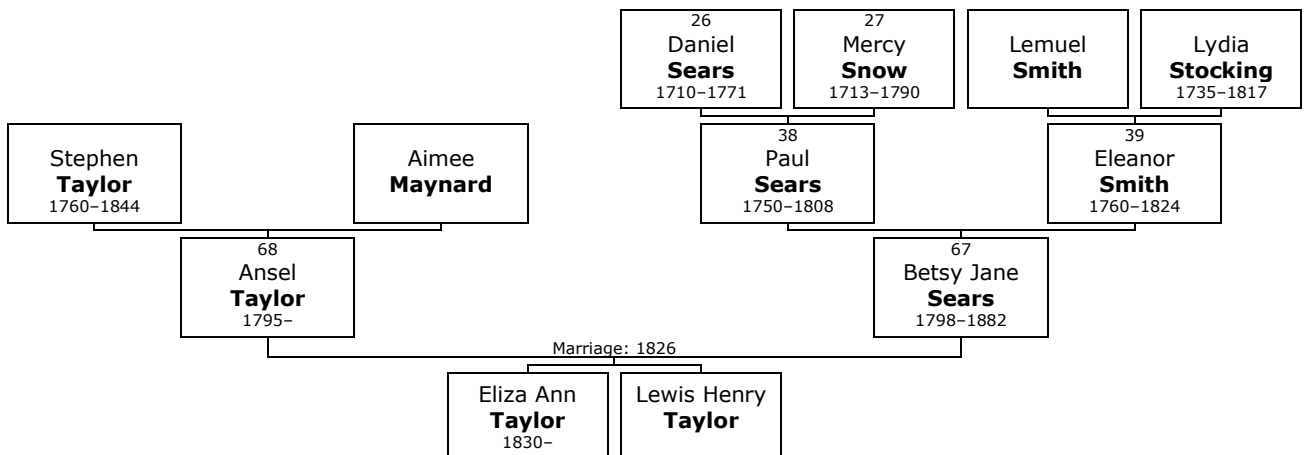 26
Daniel
Sears
1710–1771
27
Mercy
Snow
1713–1790
Lemuel
Smith
Lydia
Stocking
1735–1817
Stephen
Taylor
1760–1844
Aimee
Maynard
38
Paul
Sears
1750–1808
39
Eleanor
Smith
1760–1824
68
Ansel
Taylor
1795–
67
Betsy Jane
Sears
1798–1882
Marriage: 1826
Eliza Ann
Taylor
1830–
Lewis Henry
Taylor